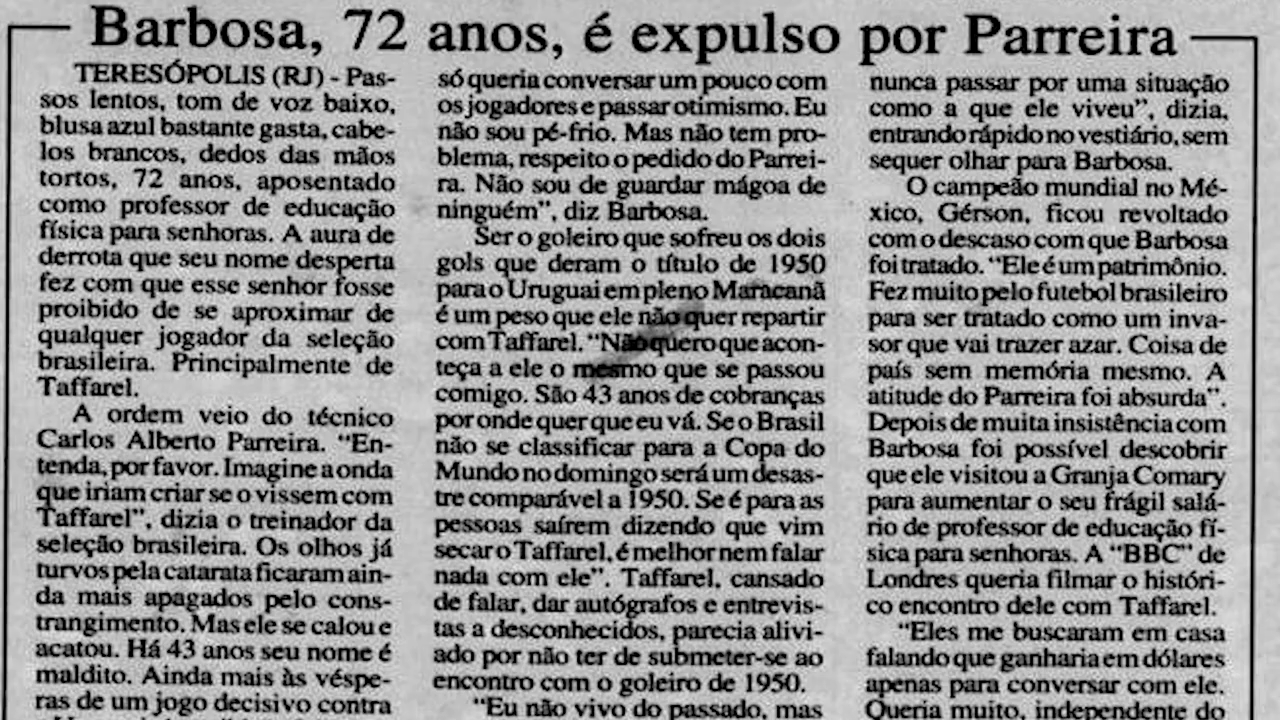 Barbosa, 72 anos, é expulso por Parreira
TERESÓPOLIS (RJ) - Pas-
sos lentos, tom de voz baixo,
blusa azul bastante gasta, cabe-
los brancos, dedos das mãos
tortos, 72 anos, aposentado
como professor de educação
física para senhoras. A aura de
derrota que seu nome desperta
fez com que esse senhor fosse
proibido de se aproximar de
qualquer jogador da seleção
brasileira. Principalmente de
Taffarel.
A ordem veio do técnico
Carlos Alberto Parreira. “En-
tenda, por favor. Imagine a onda
que iriam criar se o vissem com
Taffarel”, dizia o treinador da
seleção brasileira. Os olhos já
turvos pela catarata ficaram ain-
da mais apagados pelo cons-
trangimento. Mas ele se calou e
acatou. Há 43 anos seu nome é
maldito. Ainda mais às véspe-
ras de um jogo decisivo contra
só queria conversar um pouco com
os jogadores e passar otimismo. Eu
não sou pé-frio. Mas não tem pro-
blema, respeito o pedido do Parrei-
ra. Não sou de guardar mágoa de
ninguém”, diz Barbosa.
Ser o goleiro que sofreu os dois
gols que deram o título de 1950
para o Uruguai em pleno Maracanã
é um peso que ele não quer repartir
com Taffarel. “Não quero que acon-
teça a ele o mesmo que se passou
comigo. São 43 anos de cobranças
por onde quer que eu vá. Se o Brasil
não se classificar para a Copa do
Mundo no domingo será um desas-
tre comparável a 1950. Se é para as
pessoas saírem dizendo que vim
secar o Taffarel, é melhor nem falar
nada com ele”. Taffarel, cansado
de falar, dar autógrafos e entrevis-
tas a desconhecidos, parecia alivi-
ado por não ter de submeter-se ao
encontro com o goleiro de 1950.
“Eu não vivo do passado, mas
nunca passar por uma situação
como a que ele viveu”, dizia,
entrando rápido no vestiário, sem
sequer olhar para Barbosa.
O campeão mundial no Mé-
xico, Gérson, ficou revoltado
com o descaso com que Barbosa
foi tratado. “Ele é um patrimônio.
Fez muito pelo futebol brasileiro
para ser tratado como um inva-
sor que vai trazer azar. Coisa de
país sem memória mesmo. A
atitude do Parreira foi absurda”.
Depois de muita insistência com
Barbosa foi possível descobrir
que ele visitou a Granja Comary
para aumentar o seu frágil salá-
rio de professor de educação fí-
sica para senhoras. A “BBC” de
Londres queria filmar o históri-
co encontro dele com Taffarel.
“Eles me buscaram em casa
falando que ganharia em dólares
apenas para conversar com ele.
Queria muito, independente do